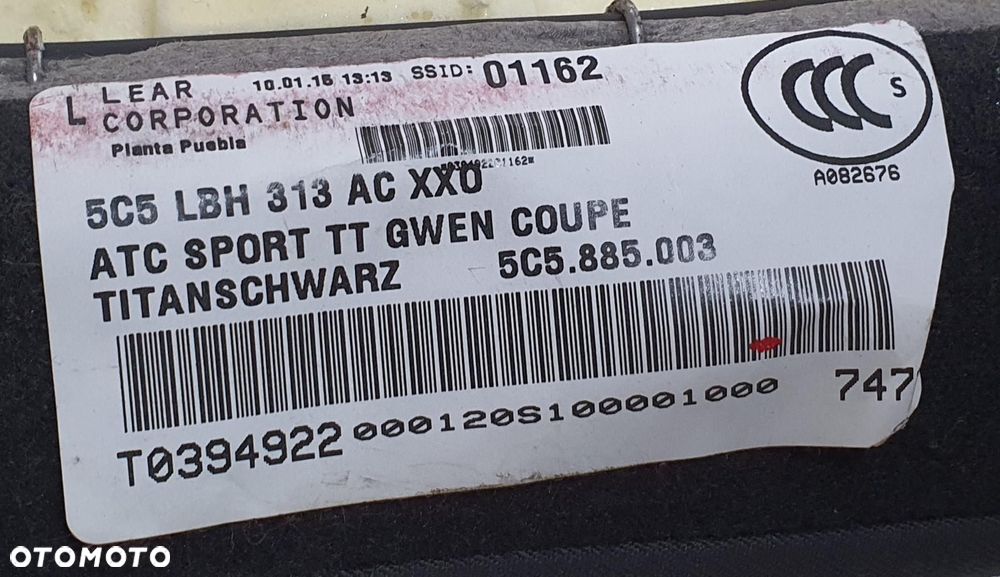 L LEAR CORPORATION
10.01.15 13:13 SSID: 01162
Planta Puebla
CCC S
A082676
5C5 LBH 313 AC XXO
ATC SPORT TT GWEN COUPE
TITANSCHWARZ 5C5.885.003
T0394922 000120S100001000 747
OTOMOTO